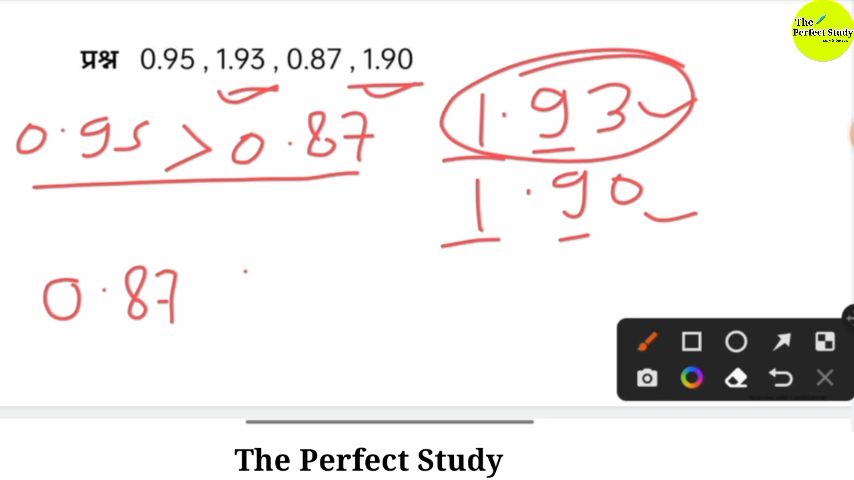 The
Perfect Study
प्रश्न 0.95 , 1.93 , 0.87 , 1.90
0.95 > 0.87
1.93
1.90
0.87
The Perfect Study